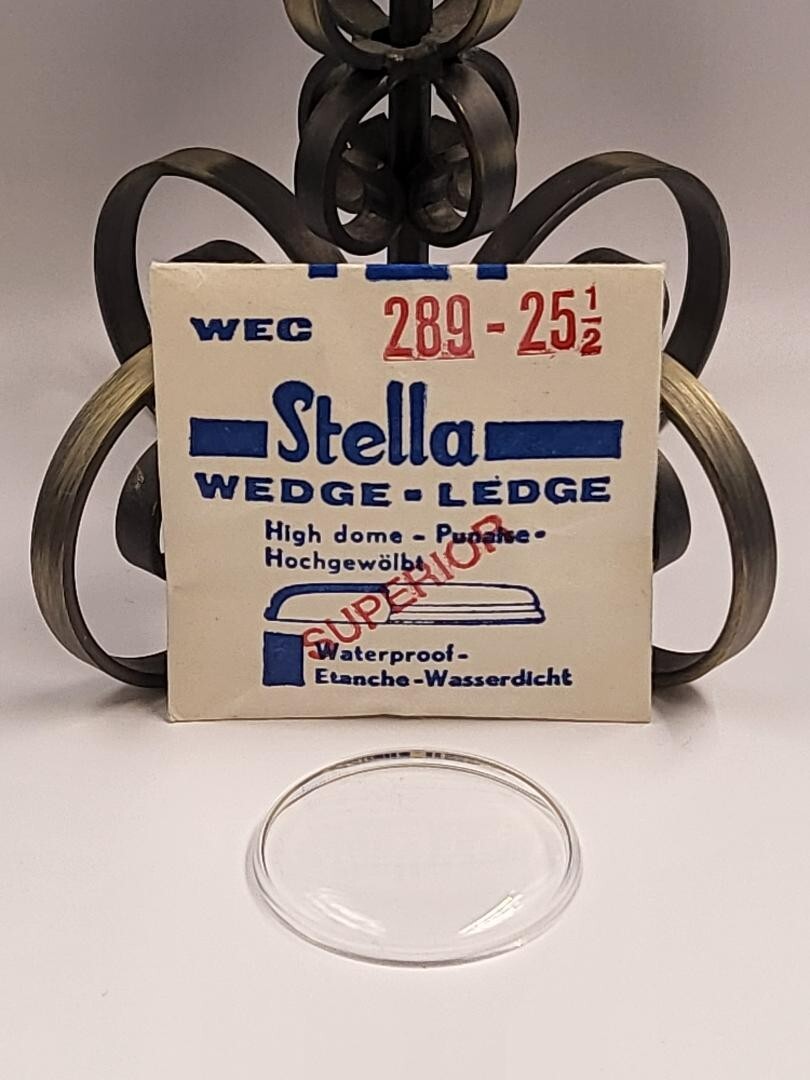 WEC 289-25½
Stella
WEDGE-LEDGE
High dome - Punaise-
Hochgewölbt
SUPERIOR
Waterproof-
Etanche-Wasserdicht